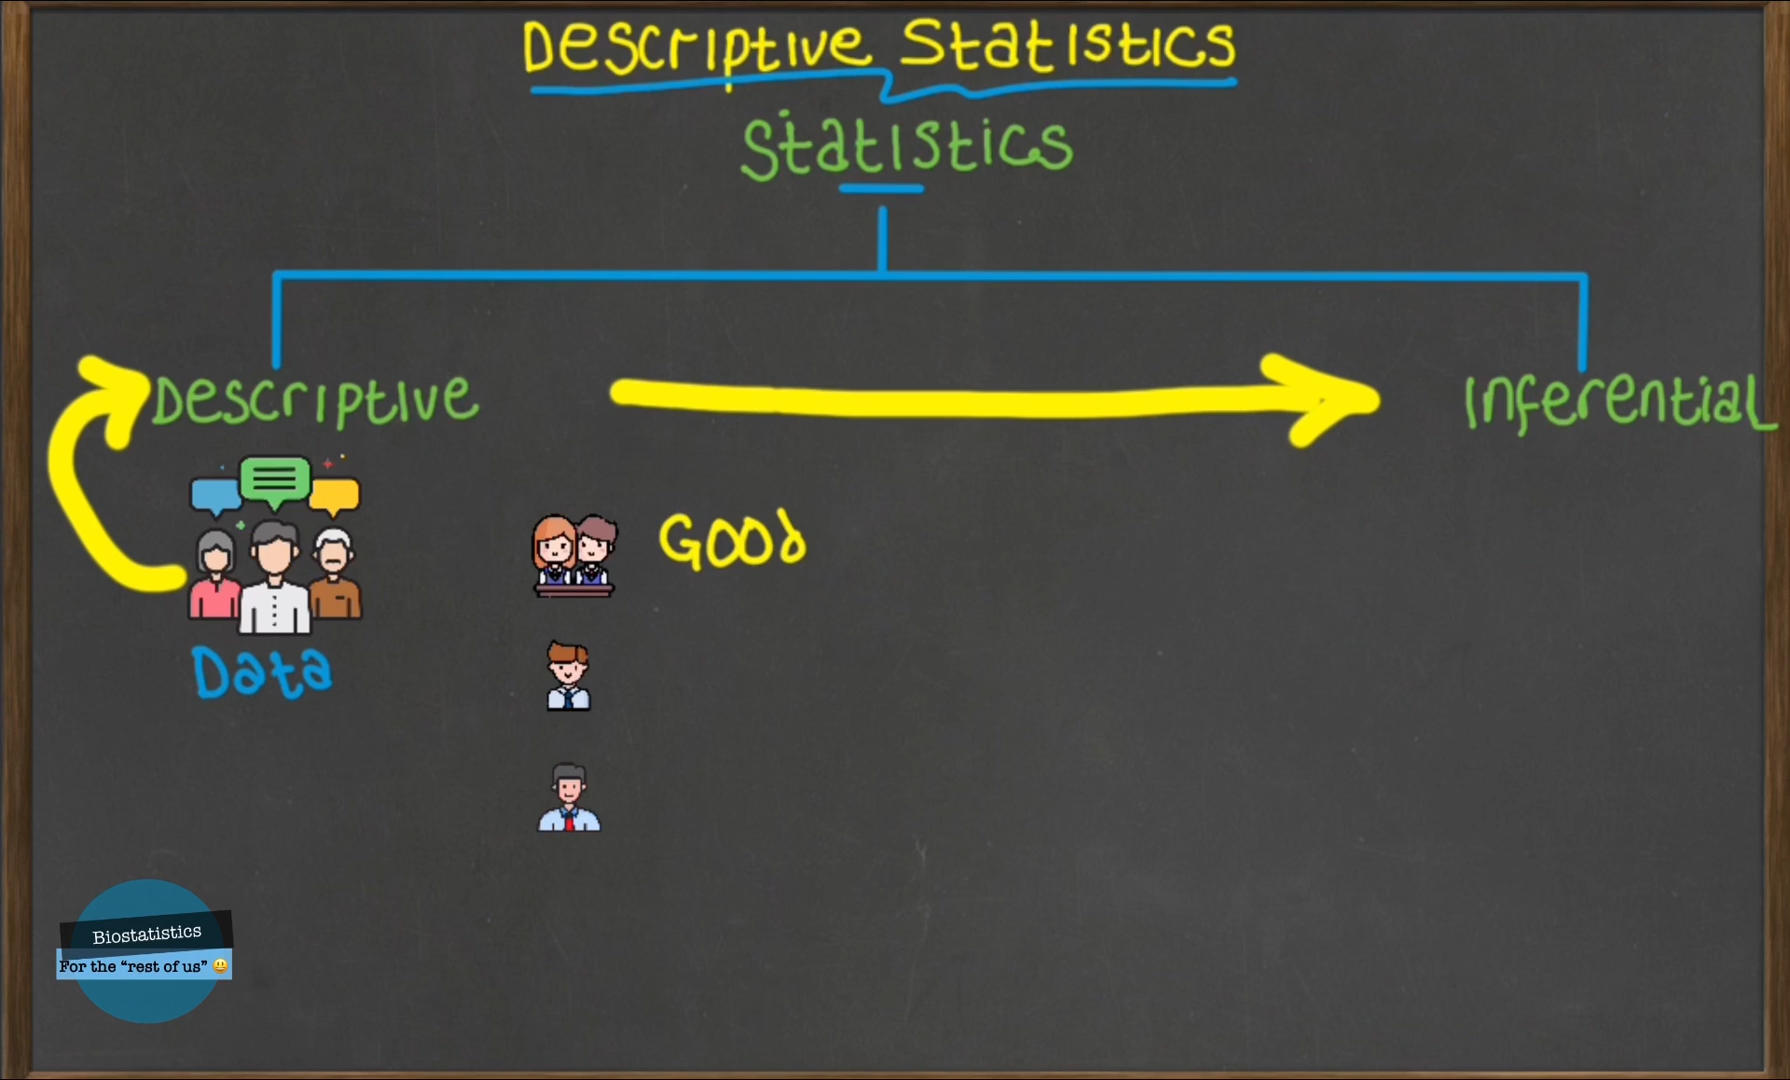 Descriptive Statistics
Statistics
Descriptive
Inferential
Good
Data
Biostatistics
For the “rest of us” 😃